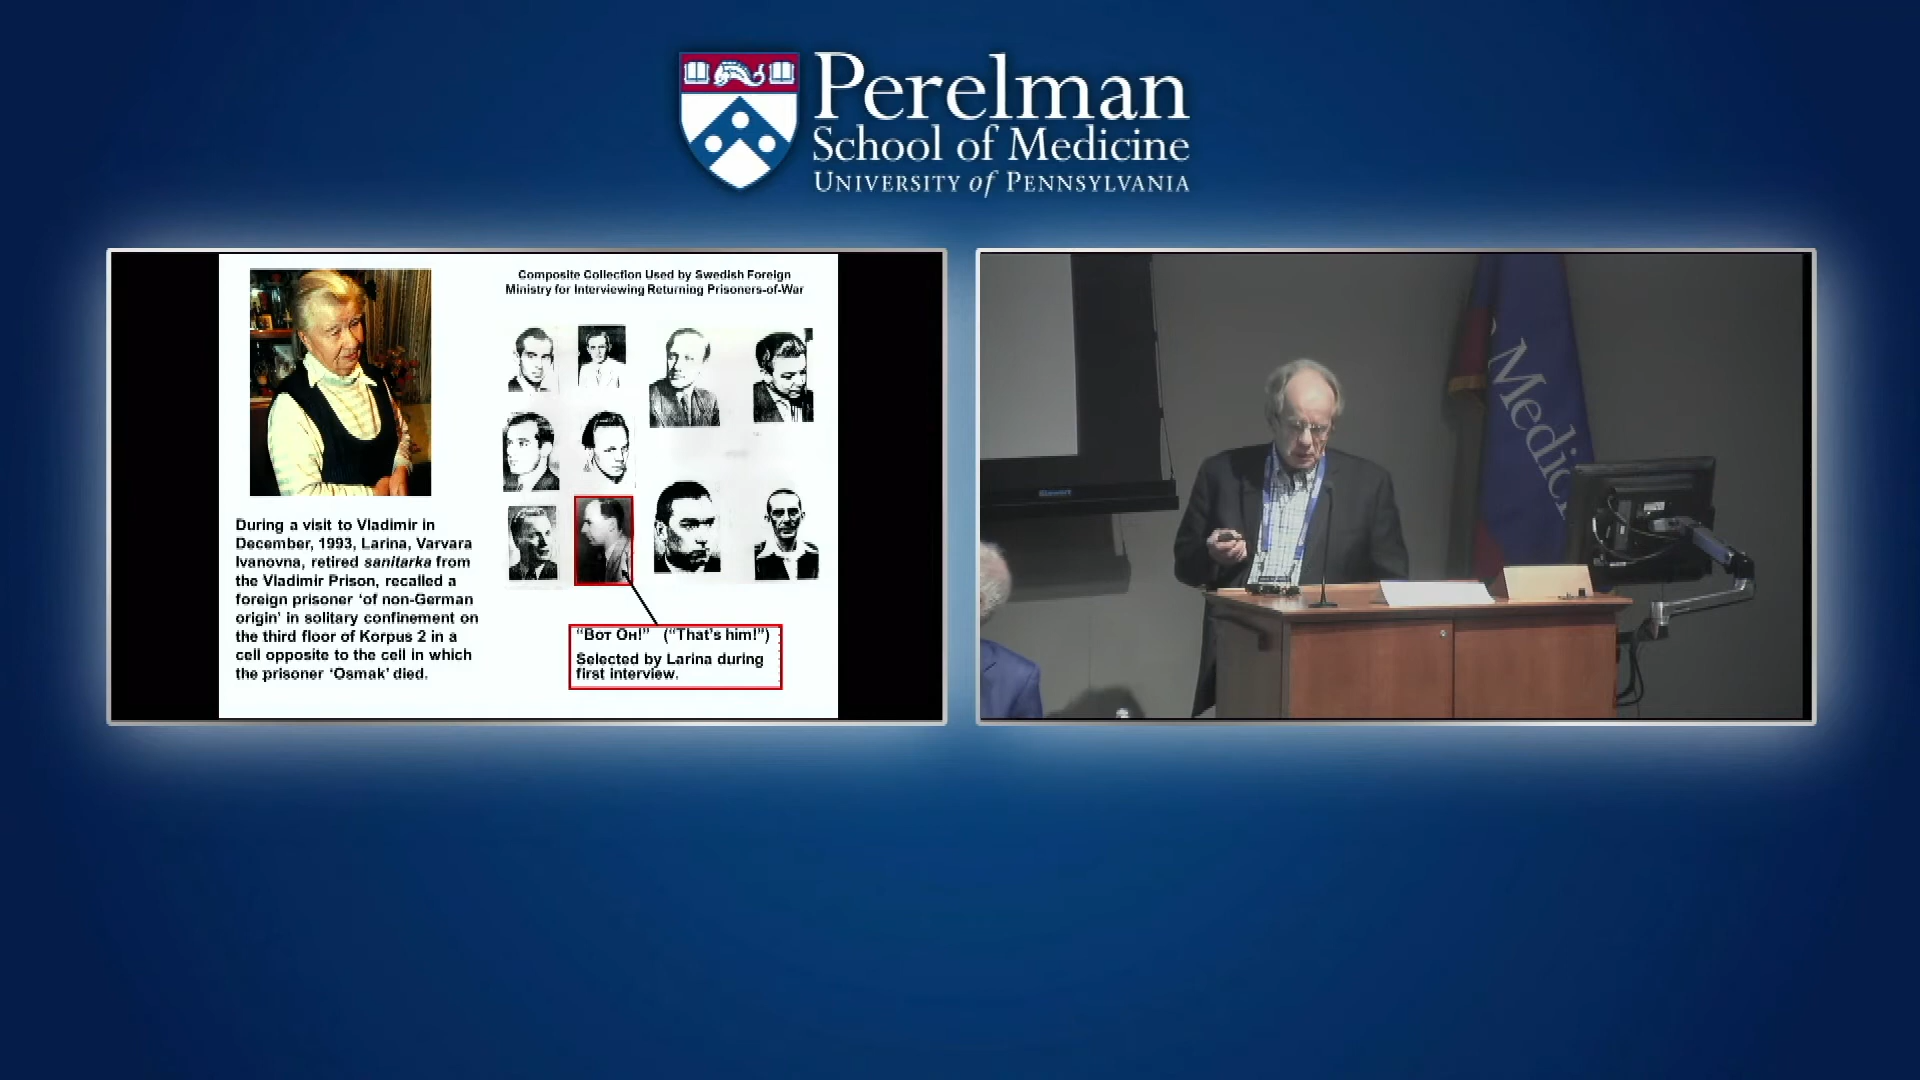 Perelman
School of Medicine
UNIVERSITY of PENNSYLVANIA
Composite Collection Used by Swedish Foreign
Ministry for Interviewing Returning Prisoners-of-War
During a visit to Vladimir in
December, 1993, Larina, Varvara
Ivanovna, retired sanitarka from
the Vladimir Prison, recalled a
foreign prisoner ‘of non-German
origin’ in solitary confinement on
the third floor of Korpus 2 in a
cell opposite to the cell in which
the prisoner ‘Osmak’ died.
“Вот Он!” (“That’s him!”)
Selected by Larina during
first interview.
Medic
Stewart